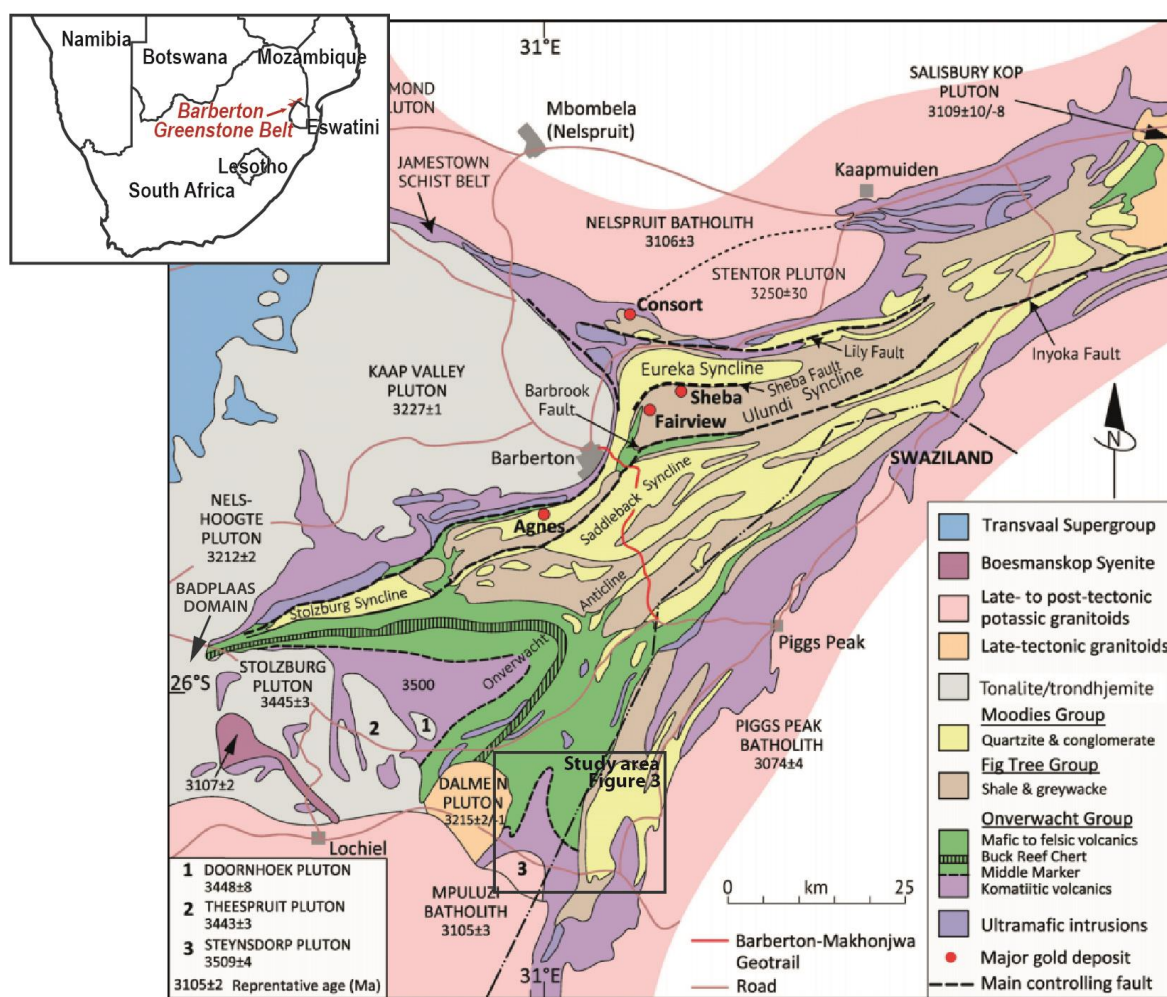 Namibia
Botswana
Mozambique
Barberton
Greenstone Belt
Eswatini
Lesotho
South Africa
31°E
MOND
PLUTON
Mbombela
(Nelspruit)
SALISBURY KOP
PLUTON
3109±10/-8
JAMESTOWN
SCHIST BELT
Kaapmuiden
NELSPRUIT BATHOLITH
3106±3
STENTOR PLUTON
3250±30
Consort
Lily Fault
Inyoka Fault
Eureka Syncline
Sheba Fault
KAAP VALLEY
PLUTON
3227±1
Barbrook
Fault
Sheba
Ulundi Syncline
Fairview
N
Barberton
SWAZILAND
Saddleback Syncline
NELS-
HOOGTE
PLUTON
3212±2
Agnes
BADPLAAS
DOMAIN
Stolzburg Syncline
Anticline
Onverwacht
Piggs Peak
26°S
STOLZBURG
PLUTON
3445±3
3500
2
1
PIGGS PEAK
BATHOLITH
3074±4
Study area
Figure 3
3107±2
DALMEIN
PLUTON
3215±2/-1
Lochiel
3
MPULUZI
BATHOLITH
3105±3
0 km 25
31°E
1 DOORNHOEK PLUTON
3448±8
2 THEESPRUIT PLUTON
3443±3
3 STEYNSDORP PLUTON
3509±4
3105±2 Reprentative age (Ma)
Barberton-Makhonjwa
Geotrail
Road
Transvaal Supergroup
Boesmanskop Syenite
Late- to post-tectonic
potassic granitoids
Late-tectonic granitoids
Tonalite/trondhjemite
Moodies Group
Quartzite & conglomerate
Fig Tree Group
Shale & greywacke
Onverwacht Group
Mafic to felsic volcanics
Buck Reef Chert
Middle Marker
Komatiitic volcanics
Ultramafic intrusions
Major gold deposit
Main controlling fault